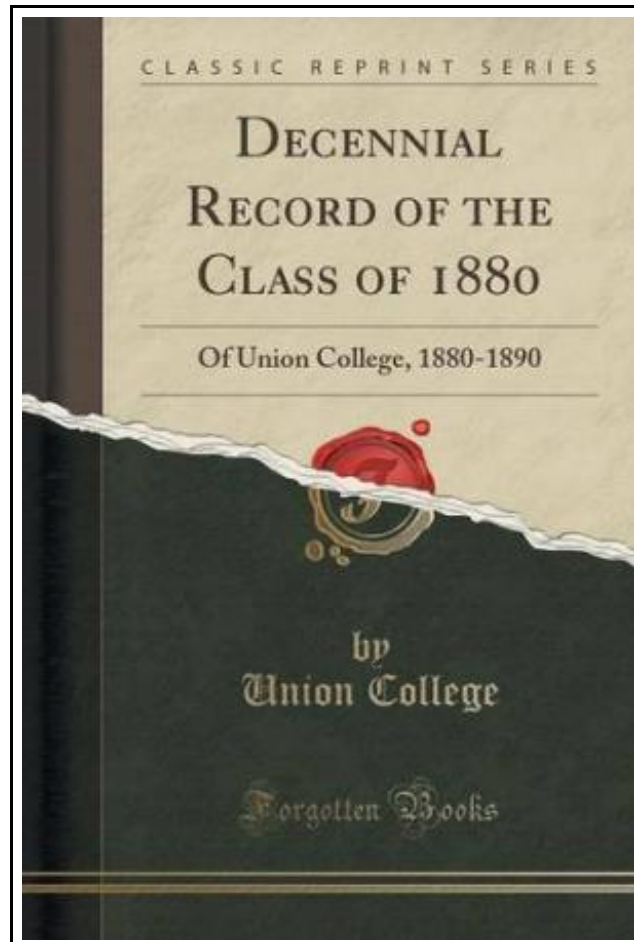 CLASSIC REPRINT SERIES
DECENNIAL
RECORD OF THE
CLASS OF 1880
Of Union College, 1880-1890
by
Union College
Forgotten Books